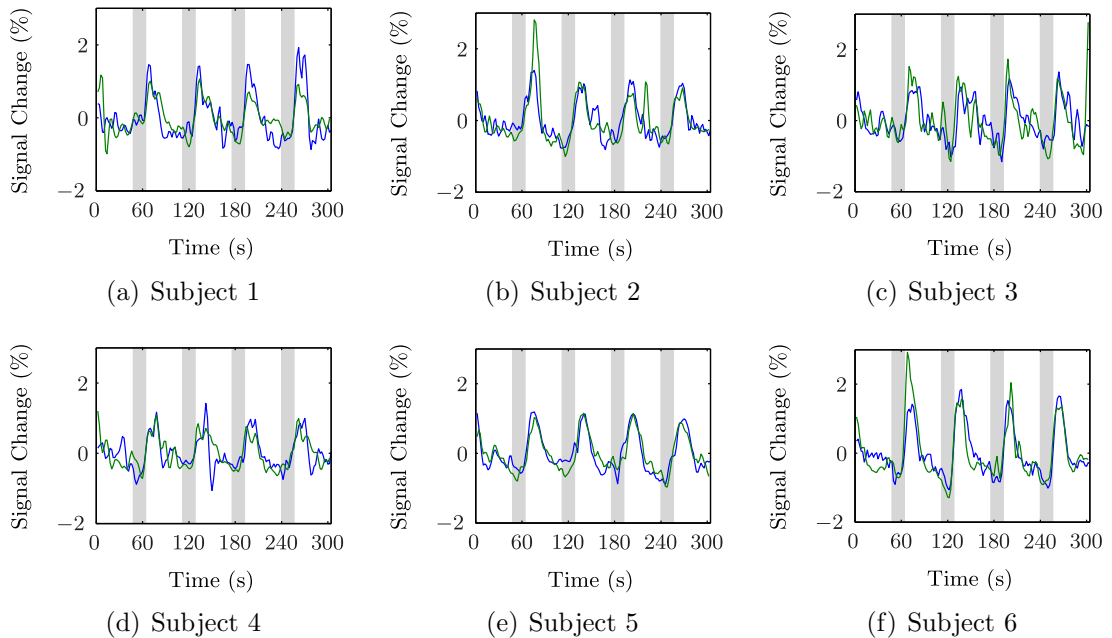 Signal Change (%)
2
0
−2
0 60 120 180 240 300
Time (s)
(a) Subject 1
Signal Change (%)
2
0
−2
0 60 120 180 240 300
Time (s)
(b) Subject 2
Signal Change (%)
2
0
−2
0 60 120 180 240 300
Time (s)
(c) Subject 3
Signal Change (%)
2
0
−2
0 60 120 180 240 300
Time (s)
(d) Subject 4
Signal Change (%)
2
0
−2
0 60 120 180 240 300
Time (s)
(e) Subject 5
Signal Change (%)
2
0
−2
0 60 120 180 240 300
Time (s)
(f) Subject 6